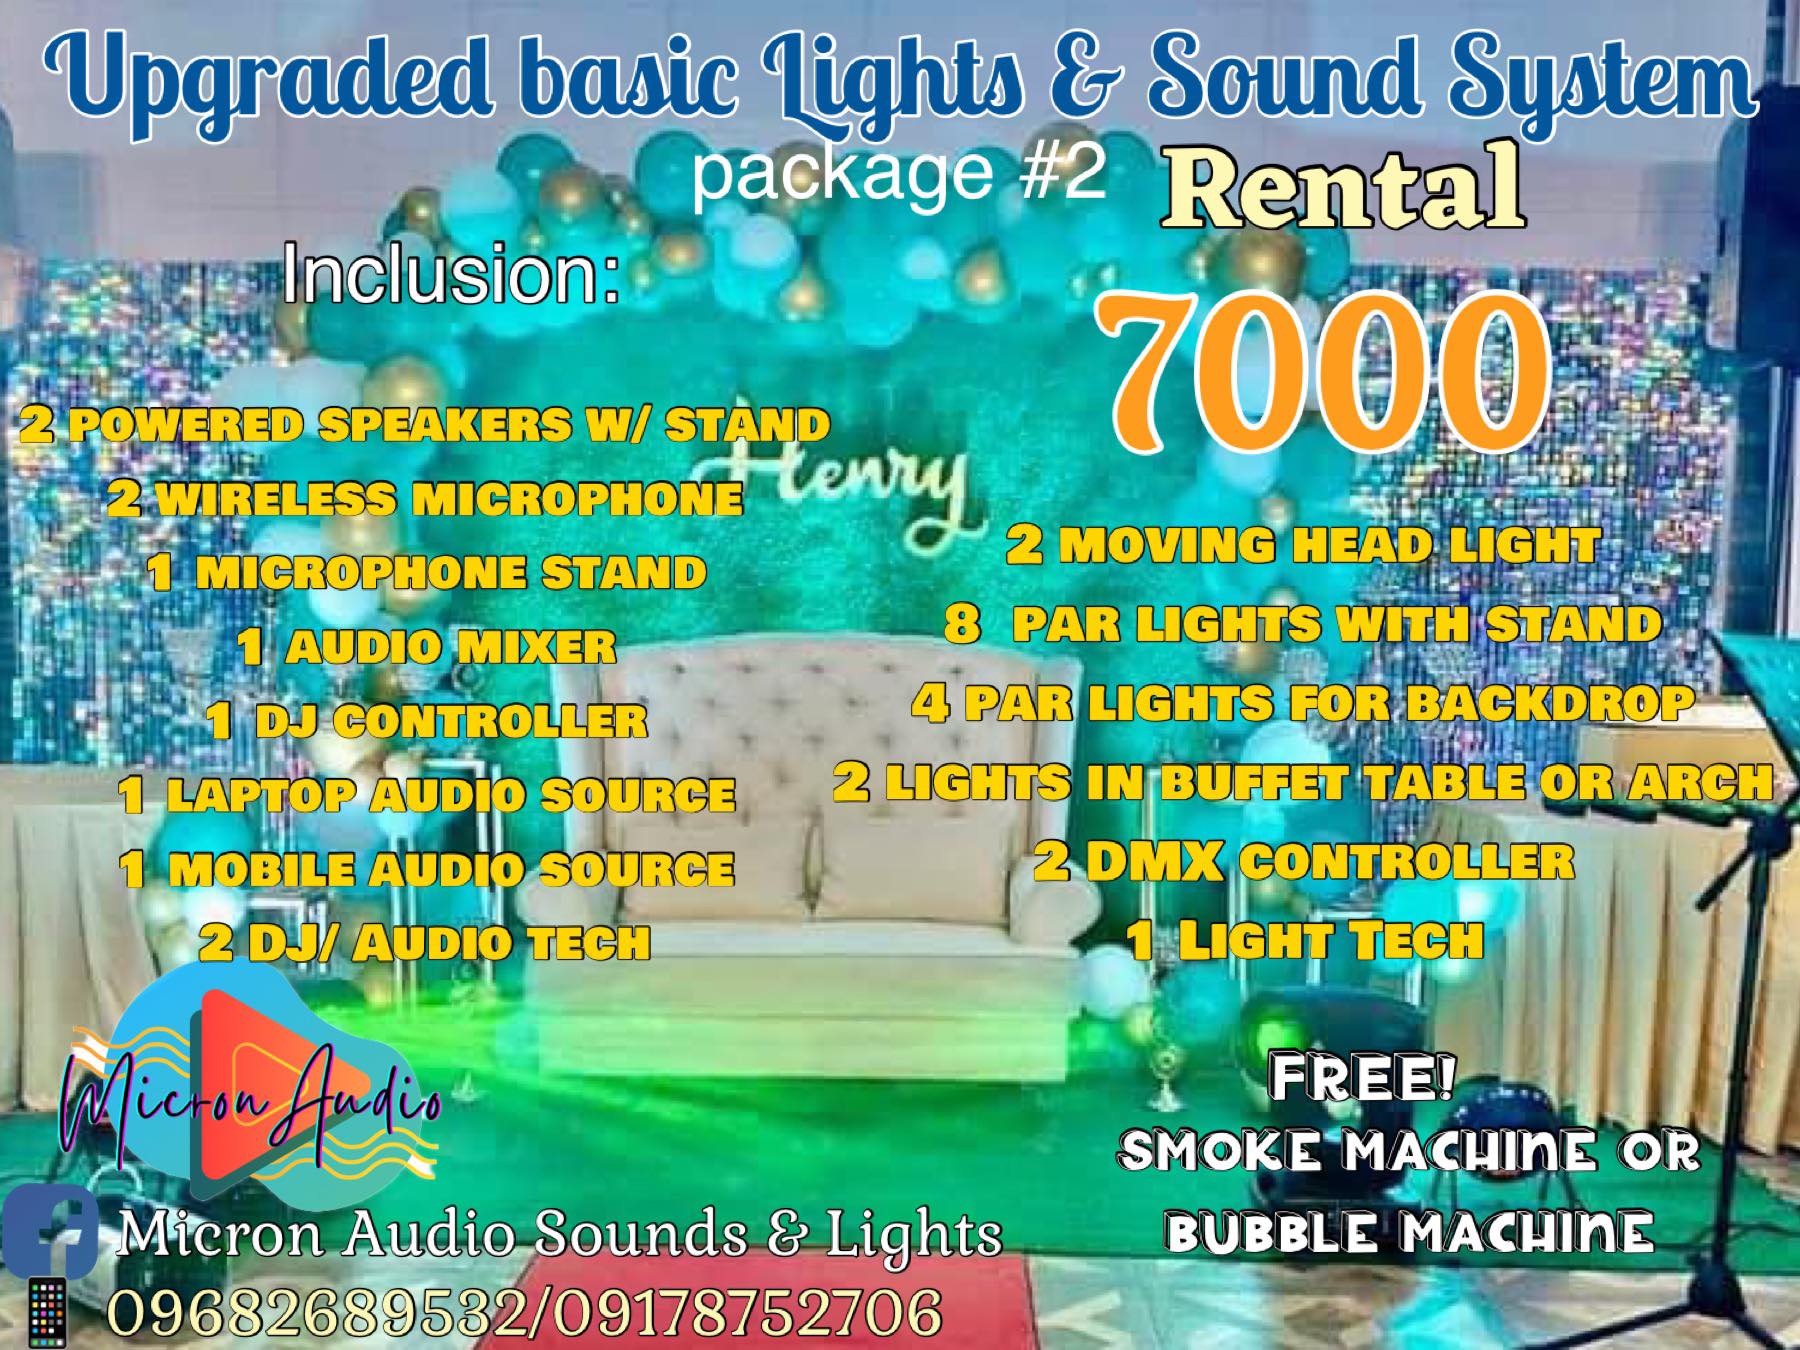 Upgraded basic Lights & Sound System
package #2 Rental
Inclusion:
7000
2 POWERED SPEAKERS W/ STAND
2 WIRELESS MICROPHONE
1 MICROPHONE STAND
1 AUDIO MIXER
1 DJ CONTROLLER
1 LAPTOP AUDIO SOURCE
1 MOBILE AUDIO SOURCE
2 DJ/ AUDIO TECH
Henry
2 MOVING HEAD LIGHT
8 PAR LIGHTS WITH STAND
4 PAR LIGHTS FOR BACKDROP
2 LIGHTS IN BUFFET TABLE OR ARCH
2 DMX CONTROLLER
1 LIGHT TECH
FREE!
SMOKE MACHINE OR
BUBBLE MACHINE
Micron Audio
f Micron Audio Sounds & Lights
09682689532/09178752706